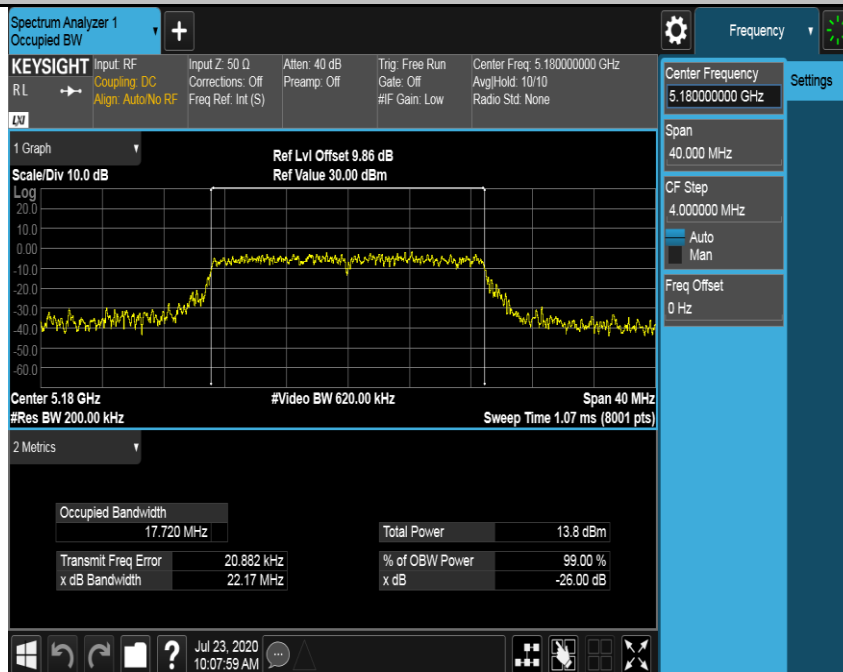 Spectrum Analyzer 1
Occupied BW
+
Frequency
KEYSIGHT
RL
LXI
Input: RF
Coupling: DC
Align: Auto/No RF
Input Z: 50 Ω
Corrections: Off
Freq Ref: Int (S)
Atten: 40 dB
Preamp: Off
Trig: Free Run
Gate: Off
#IF Gain: Low
Center Freq: 5.180000000 GHz
Avg|Hold: 10/10
Radio Std: None
Center Frequency
5.180000000 GHz
Settings
Span
40.000 MHz
CF Step
4.000000 MHz
Auto
Man
Freq Offset
0 Hz
1 Graph
Scale/Div 10.0 dB
Ref Lvl Offset 9.86 dB
Ref Value 30.00 dBm
Log
20.0
10.0
0.00
-10.0
-20.0
-30.0
-40.0
-50.0
-60.0
Center 5.18 GHz
#Video BW 620.00 kHz
Span 40 MHz
#Res BW 200.00 kHz
Sweep Time 1.07 ms (8001 pts)
2 Metrics
Occupied Bandwidth
17.720 MHz
Total Power 13.8 dBm
Transmit Freq Error 20.882 kHz
% of OBW Power 99.00 %
x dB Bandwidth 22.17 MHz
x dB -26.00 dB
?
Jul 23, 2020
10:07:59 AM